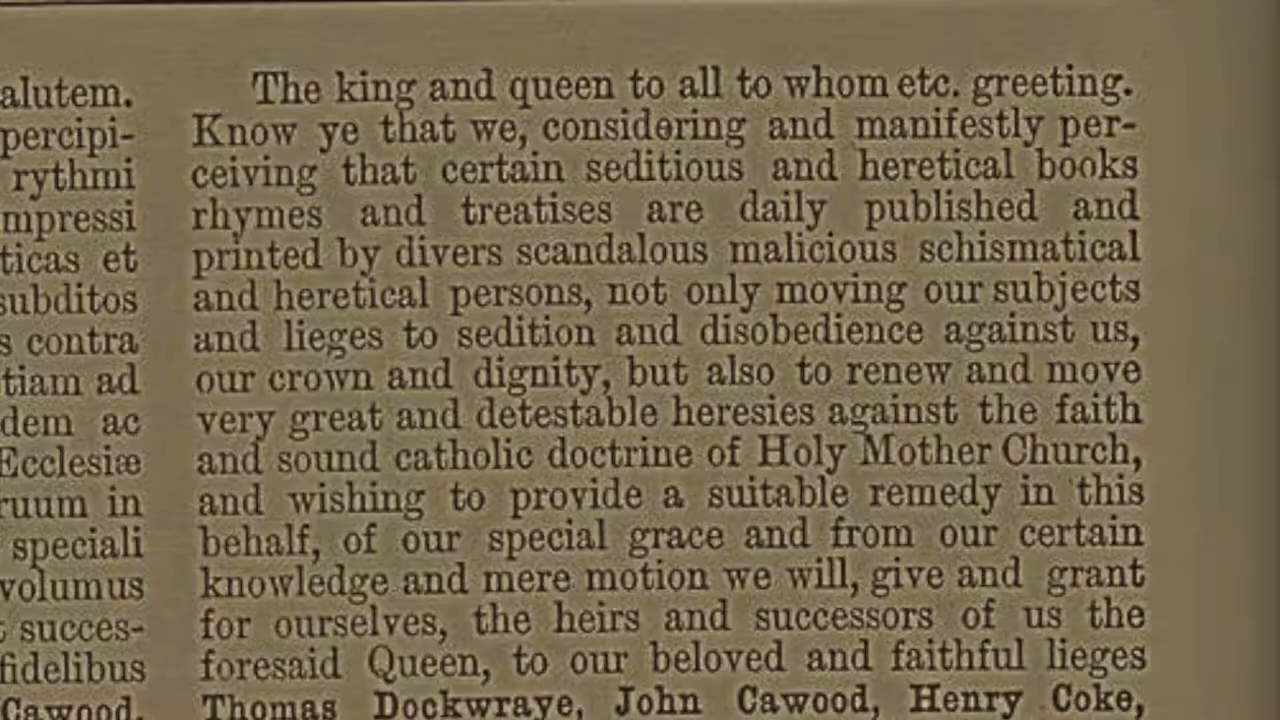 alutem.
percipi-
rythmi
mpressi
ticas et
subditos
s contra
tiam ad
dem ac
Ecclesiæ
ruum in
speciali
volumus
succes-
fidelibus
Cawood,
The king and queen to all to whom etc. greeting.
Know ye that we, considering and manifestly per-
ceiving that certain seditious and heretical books
rhymes and treatises are daily published and
printed by divers scandalous malicious schismatical
and heretical persons, not only moving our subjects
and lieges to sedition and disobedience against us,
our crown and dignity, but also to renew and move
very great and detestable heresies against the faith
and sound catholic doctrine of Holy Mother Church,
and wishing to provide a suitable remedy in this
behalf, of our special grace and from our certain
knowledge and mere motion we will, give and grant
for ourselves, the heirs and successors of us the
foresaid Queen, to our beloved and faithful lieges
Thomas Dockwraye, John Cawood, Henry Coke,